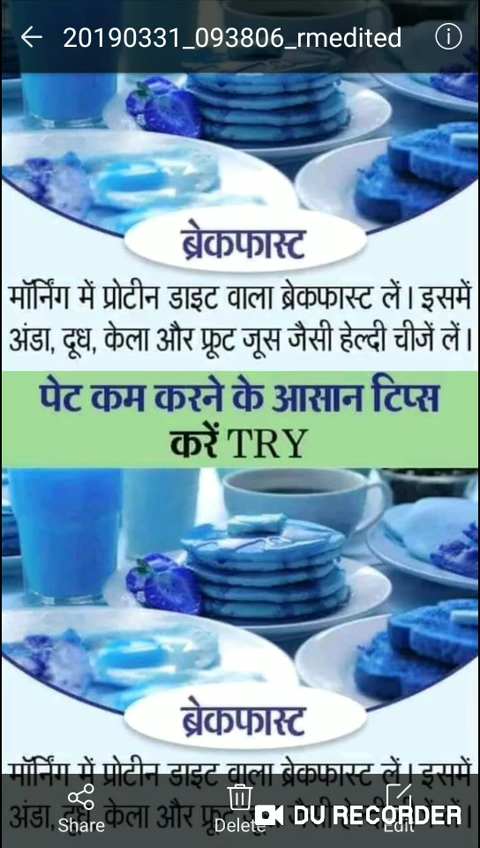 20190331_093806_rmedited
ब्रेकफास्ट
मॉर्निंग में प्रोटीन डाइट वाला ब्रेकफास्ट लें। इसमें
अंडा, दूध, केला और फ्रूट जूस जैसी हेल्दी चीजें लें।
पेट कम करने के आसान टिप्स
करें TRY
ब्रेकफास्ट
मॉर्निंग में प्रोटीन डाइट वाला ब्रेकफास्ट लें। इसमें
अंडा, दूध, केला और
Share
Delete
Edit
DU RECORDER